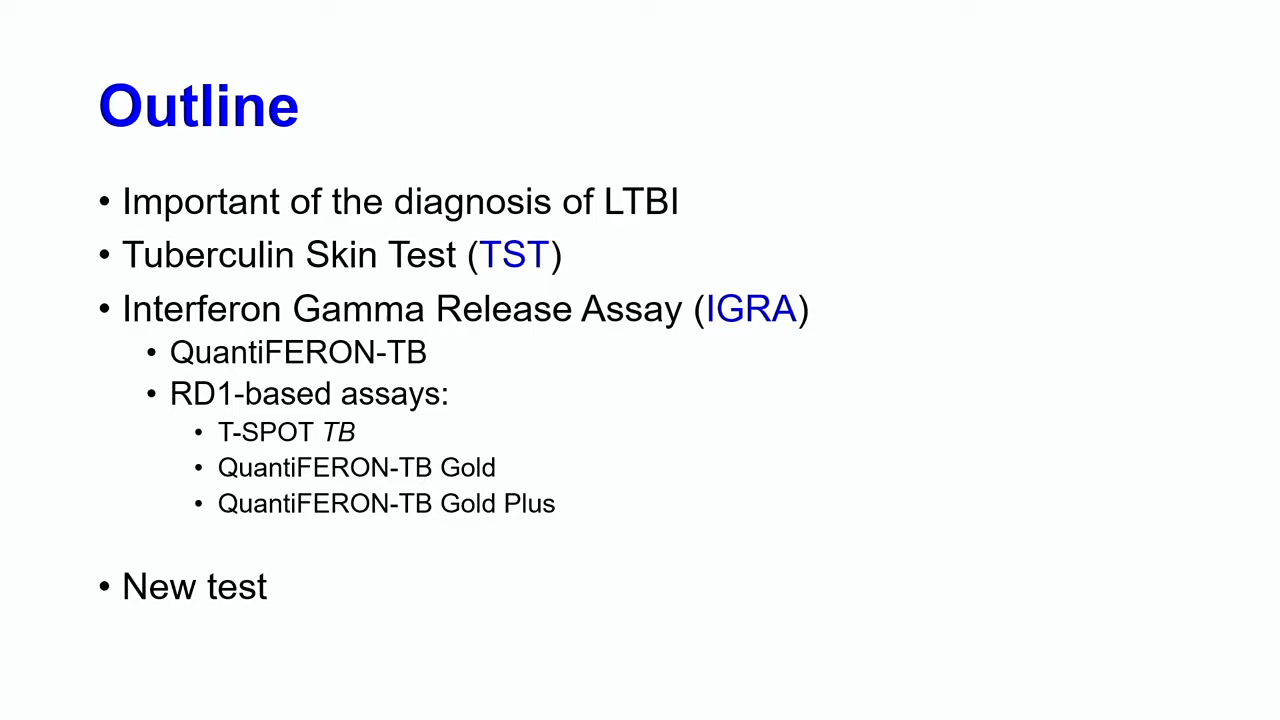 Outline
• Important of the diagnosis of LTBI
• Tuberculin Skin Test (TST)
• Interferon Gamma Release Assay (IGRA)
• QuantiFERON-TB
• RD1-based assays:
• T-SPOT TB
• QuantiFERON-TB Gold
• QuantiFERON-TB Gold Plus
• New test